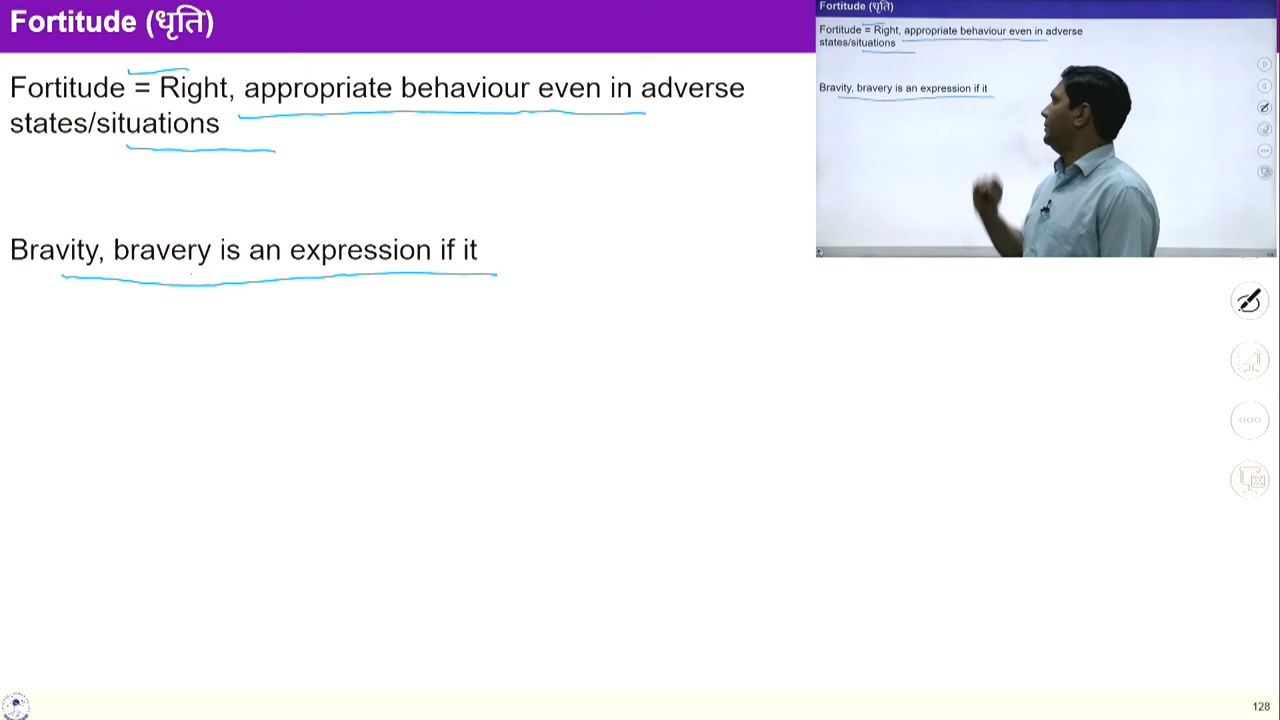 Fortitude (धृति)
Fortitude = Right, appropriate behaviour even in adverse
states/situations
Bravity, bravery is an expression if it
Fortitude (धृति)
Fortitude = Right, appropriate behaviour even in adverse
states/situations
Bravity, bravery is an expression if it
128